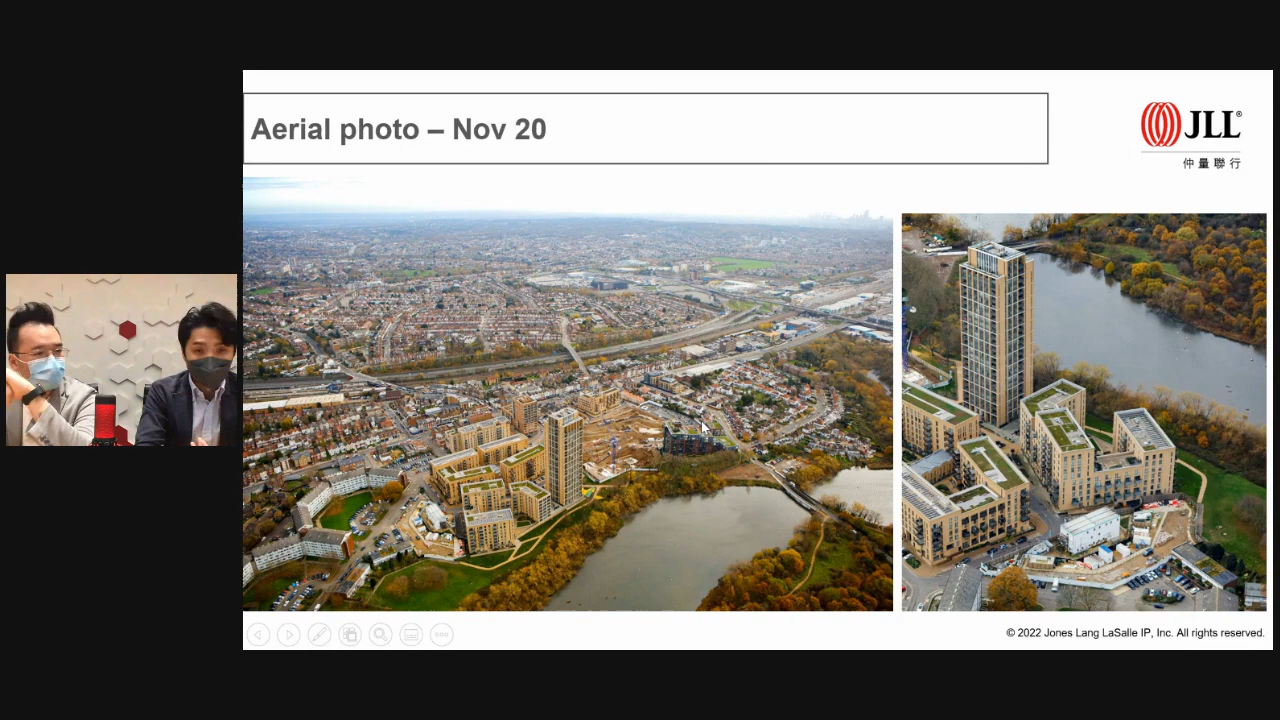 Aerial photo – Nov 20
JLL®
仲量聯行
© 2022 Jones Lang LaSalle IP, Inc. All rights reserved.